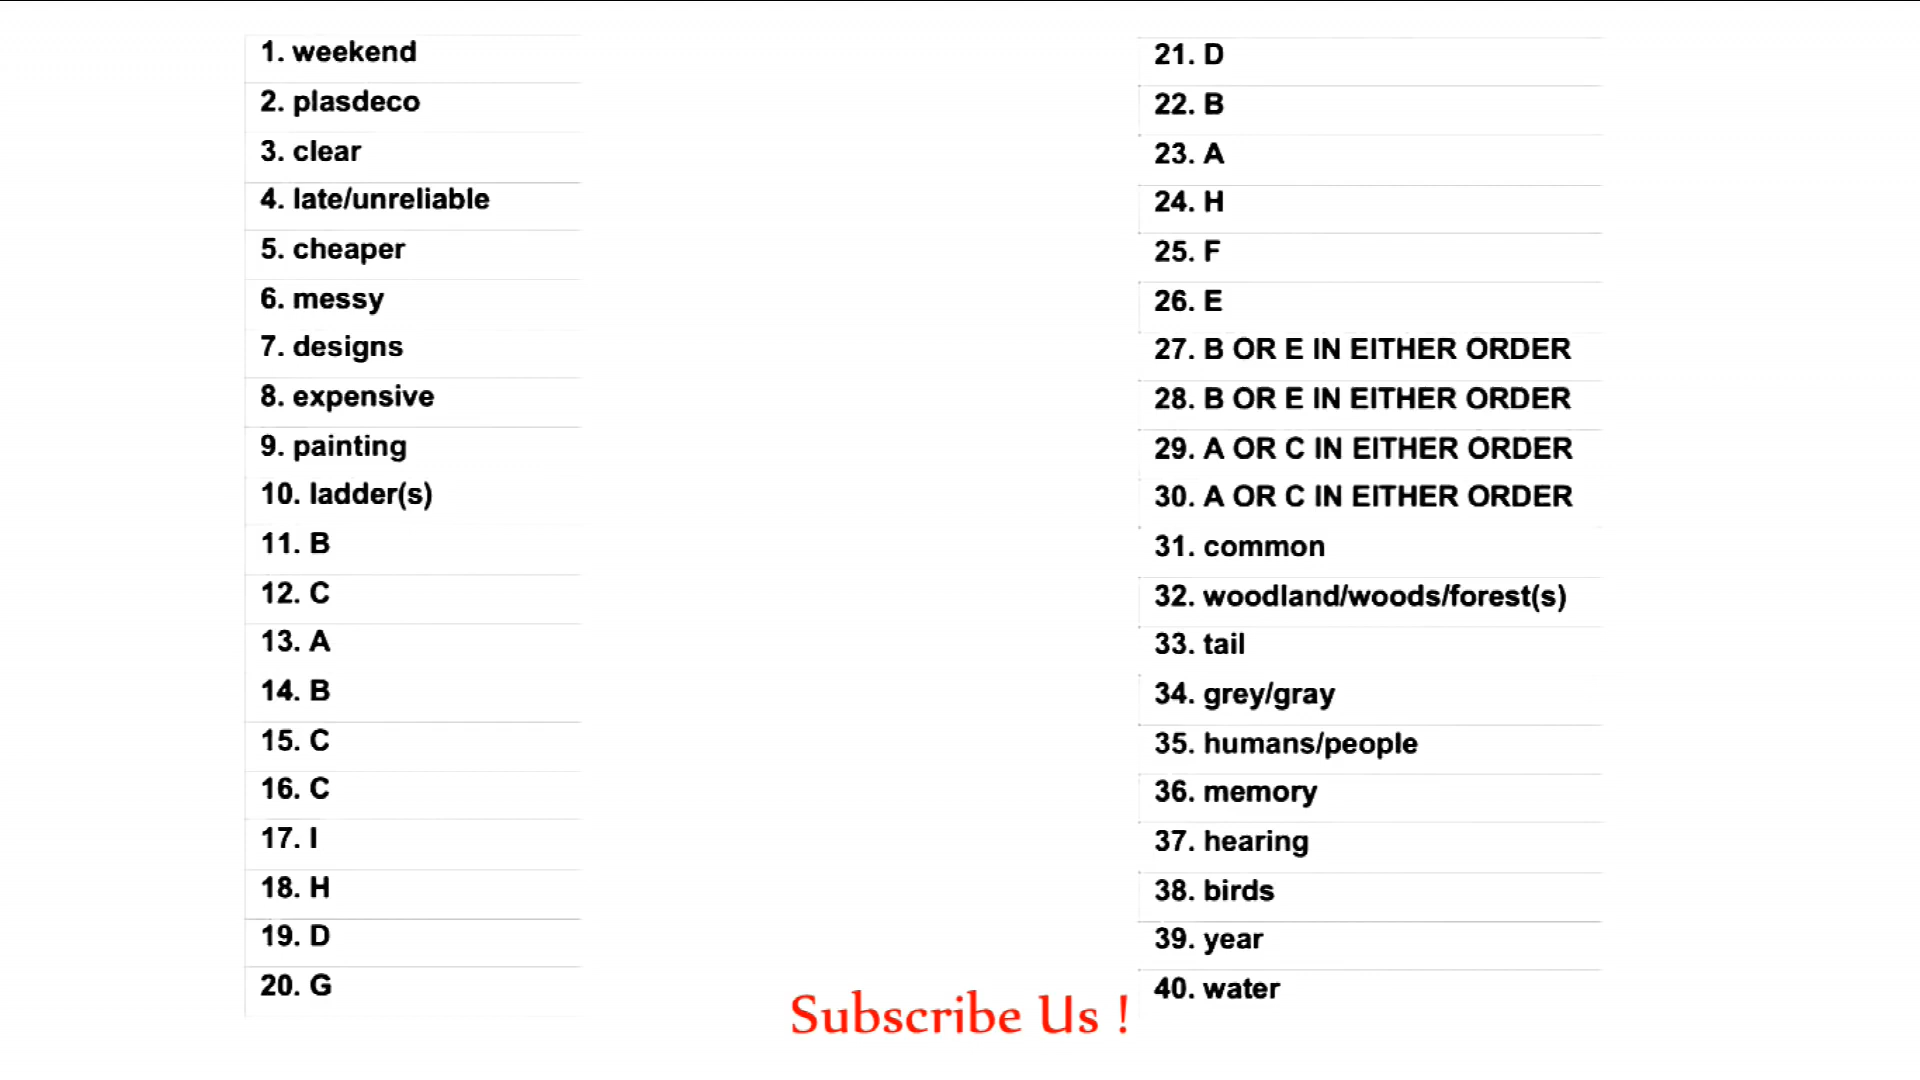 1. weekend
2. plasdeco
3. clear
4. late/unreliable
5. cheaper
6. messy
7. designs
8. expensive
9. painting
10. ladder(s)
11. B
12. C
13. A
14. B
15. C
16. C
17. I
18. H
19. D
20. G
21. D
22. B
23. A
24. H
25. F
26. E
27. B OR E IN EITHER ORDER
28. B OR E IN EITHER ORDER
29. A OR C IN EITHER ORDER
30. A OR C IN EITHER ORDER
31. common
32. woodland/woods/forest(s)
33. tail
34. grey/gray
35. humans/people
36. memory
37. hearing
38. birds
39. year
40. water
Subscribe Us !